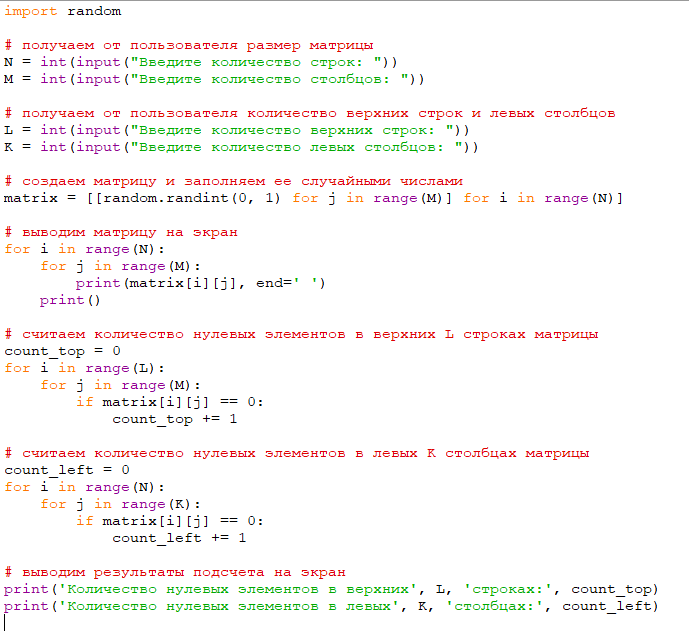 import random
# получаем от пользователя размер матрицы
N = int(input("Введите количество строк: "))
M = int(input("Введите количество столбцов: "))
# получаем от пользователя количество верхних строк и левых столбцов
L = int(input("Введите количество верхних строк: "))
K = int(input("Введите количество левых столбцов: "))
# создаем матрицу и заполняем ее случайными числами
matrix = [[random.randint(0, 1) for j in range(M)] for i in range(N)]
# выводим матрицу на экран
for i in range(N):
    for j in range(M):
        print(matrix[i][j], end=' ')
    print()
# считаем количество нулевых элементов в верхних L строках матрицы
count_top = 0
for i in range(L):
    for j in range(M):
        if matrix[i][j] == 0:
            count_top += 1
# считаем количество нулевых элементов в левых K столбцах матрицы
count_left = 0
for i in range(N):
    for j in range(K):
        if matrix[i][j] == 0:
            count_left += 1
# выводим результаты подсчета на экран
print('Количество нулевых элементов в верхних', L, 'строках:', count_top)
print('Количество нулевых элементов в левых', K, 'столбцах:', count_left)